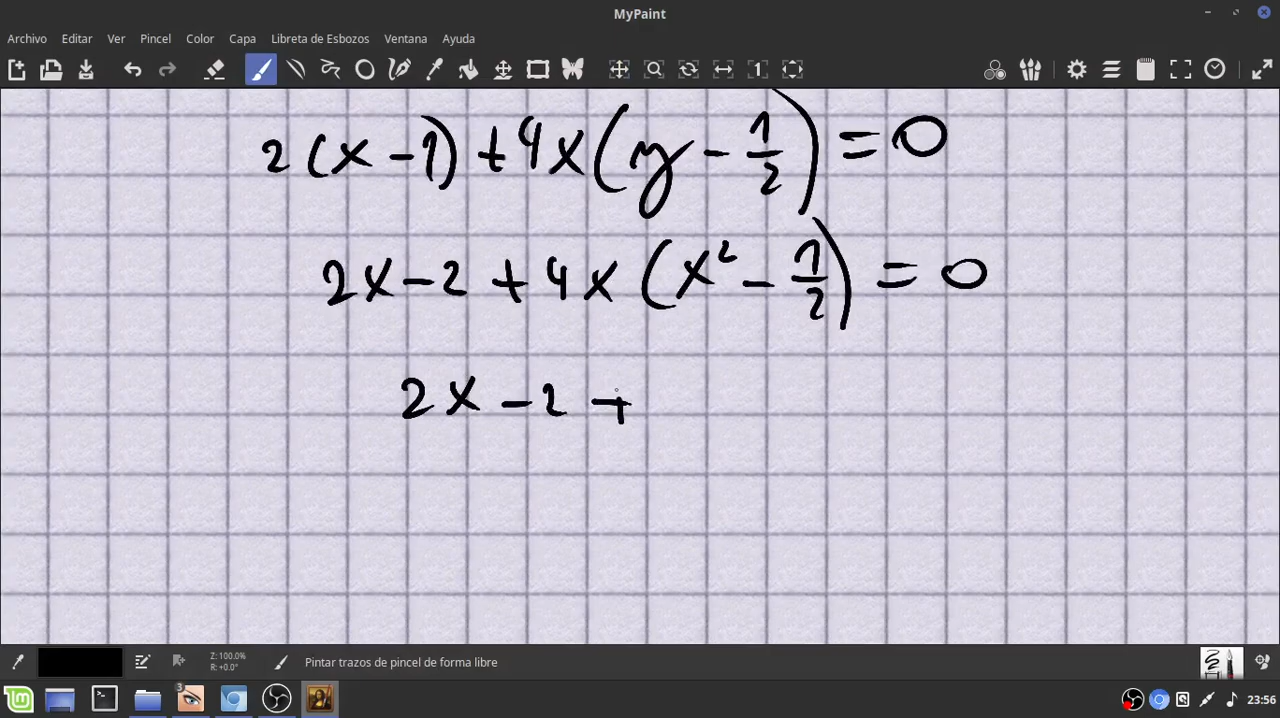 MyPaint
Archivo Editar Ver Pincel Color Capa Libreta de Esbozos Ventana Ayuda
2(x-1)+4x(y-1/2)=0
2x-2+4x(x²-1/2)=0
2x-2+
Z: 100.0%
R: +0.0°
Pintar trazos de pincel de forma libre
3
23:56